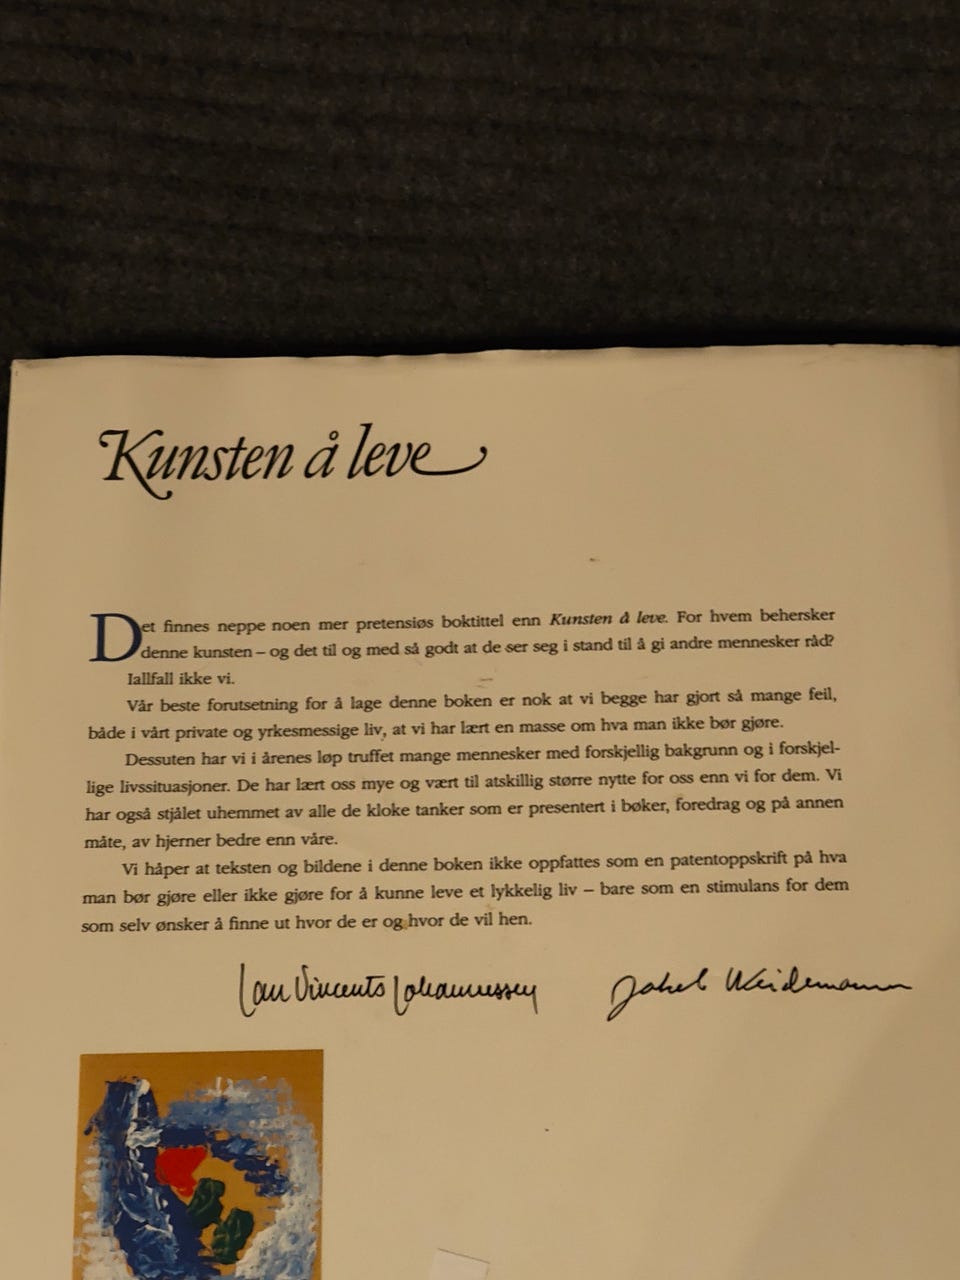 Kunsten å leve
Det finnes neppe noen mer pretensiøs boktittel enn Kunsten å leve. For hvem behersker
denne kunsten – og det til og med så godt at de ser seg i stand til å gi andre mennesker råd?
Iallfall ikke vi.
Vår beste forutsetning for å lage denne boken er nok at vi begge har gjort så mange feil,
både i vårt private og yrkesmessige liv, at vi har lært en masse om hva man ikke bør gjøre.
Dessuten har vi i årenes løp truffet mange mennesker med forskjellig bakgrunn og i forskjel-
lige livssituasjoner. De har lært oss mye og vært til atskillig større nytte for oss enn vi for dem. Vi
har også stjålet uhemmet av alle de kloke tanker som er presentert i bøker, foredrag og på annen
måte, av hjerner bedre enn våre.
Vi håper at teksten og bildene i denne boken ikke oppfattes som en patentoppskrift på hva
man bør gjøre eller ikke gjøre for å kunne leve et lykkelig liv – bare som en stimulans for dem
som selv ønsker å finne ut hvor de er og hvor de vil hen.
Jan Vincents Johannessen Jakob Weidemann